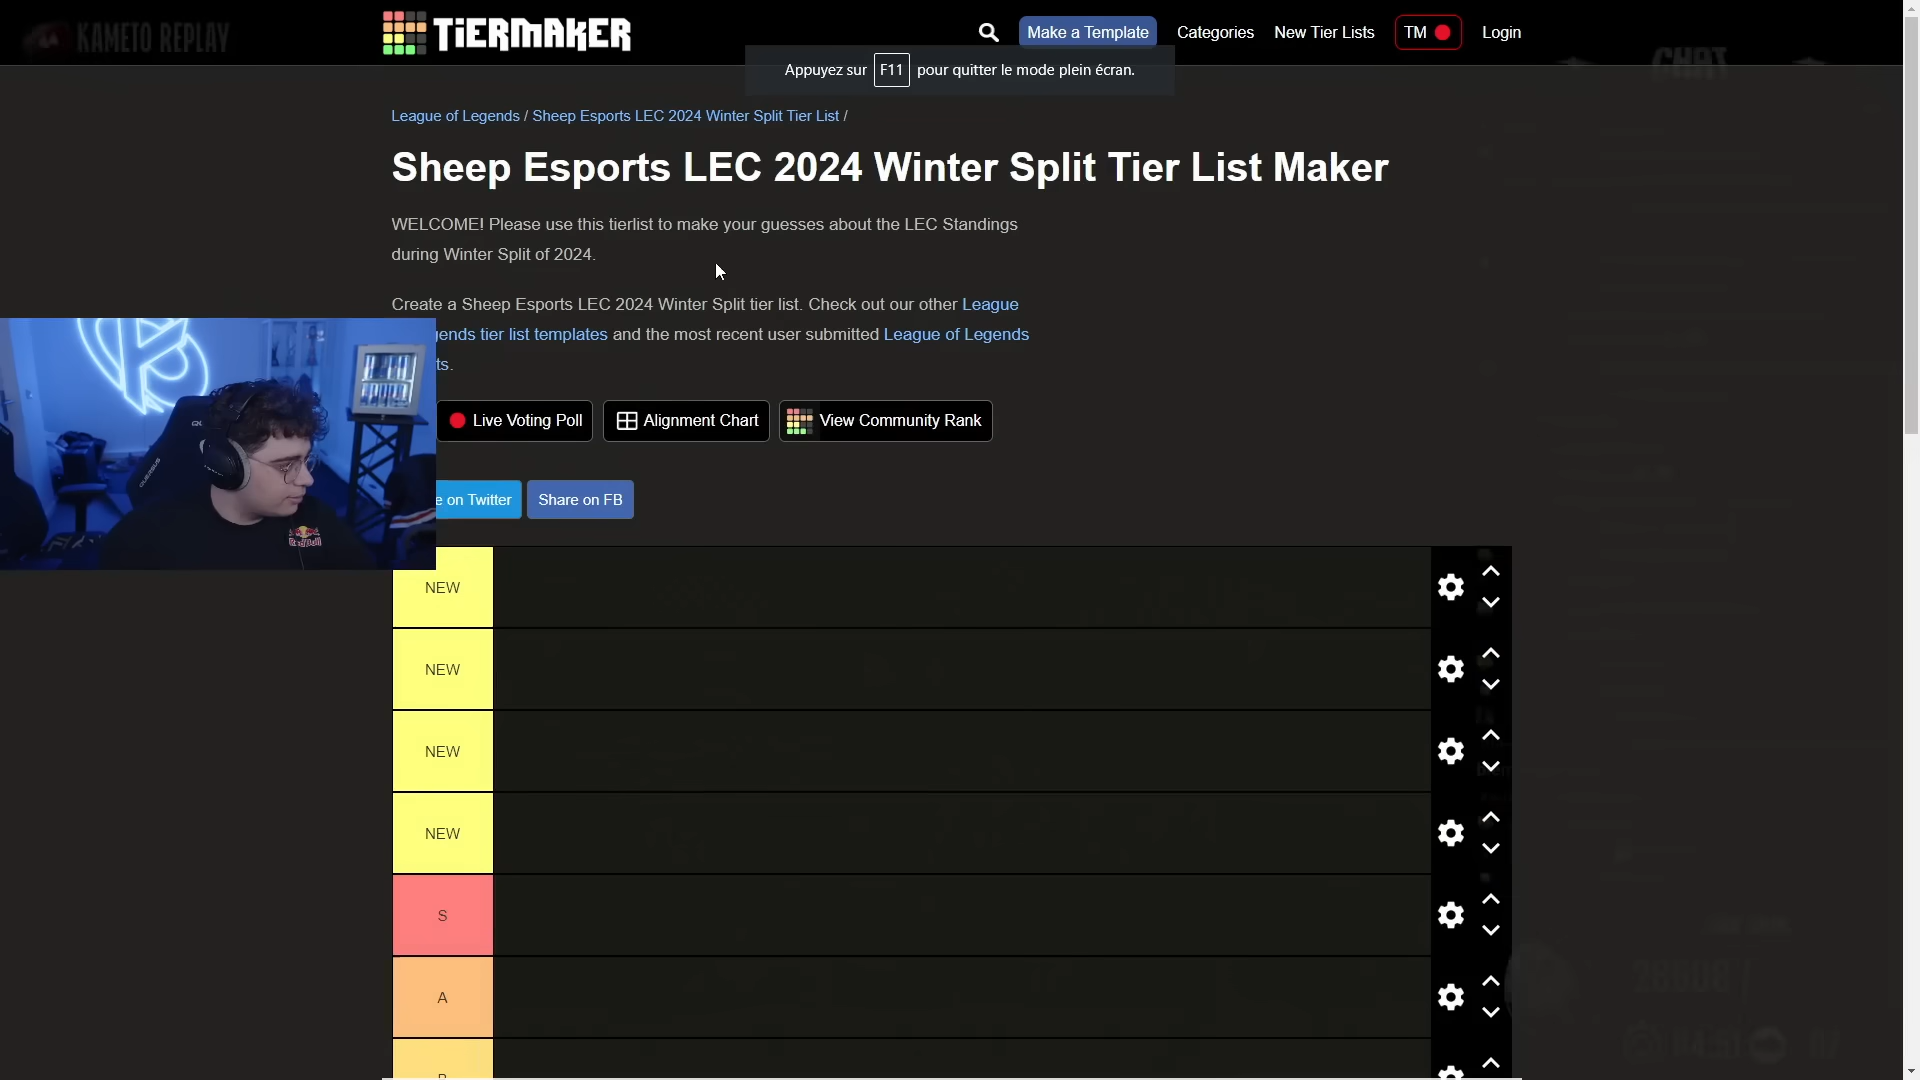 KAMETO REPLAY
TiERMAKER
Make a Template
Categories
New Tier Lists
TM
Login
CHAT
Appuyez sur F11 pour quitter le mode plein écran.
League of Legends / Sheep Esports LEC 2024 Winter Split Tier List /
Sheep Esports LEC 2024 Winter Split Tier List Maker
WELCOME! Please use this tierlist to make your guesses about the LEC Standings
during Winter Split of 2024.
Create a Sheep Esports LEC 2024 Winter Split tier list. Check out our other League
ends tier list templates and the most recent user submitted League of Legends
ts.
Live Voting Poll
Alignment Chart
View Community Rank
e on Twitter
Share on FB
RedBull
NEW
NEW
NEW
NEW
S
A